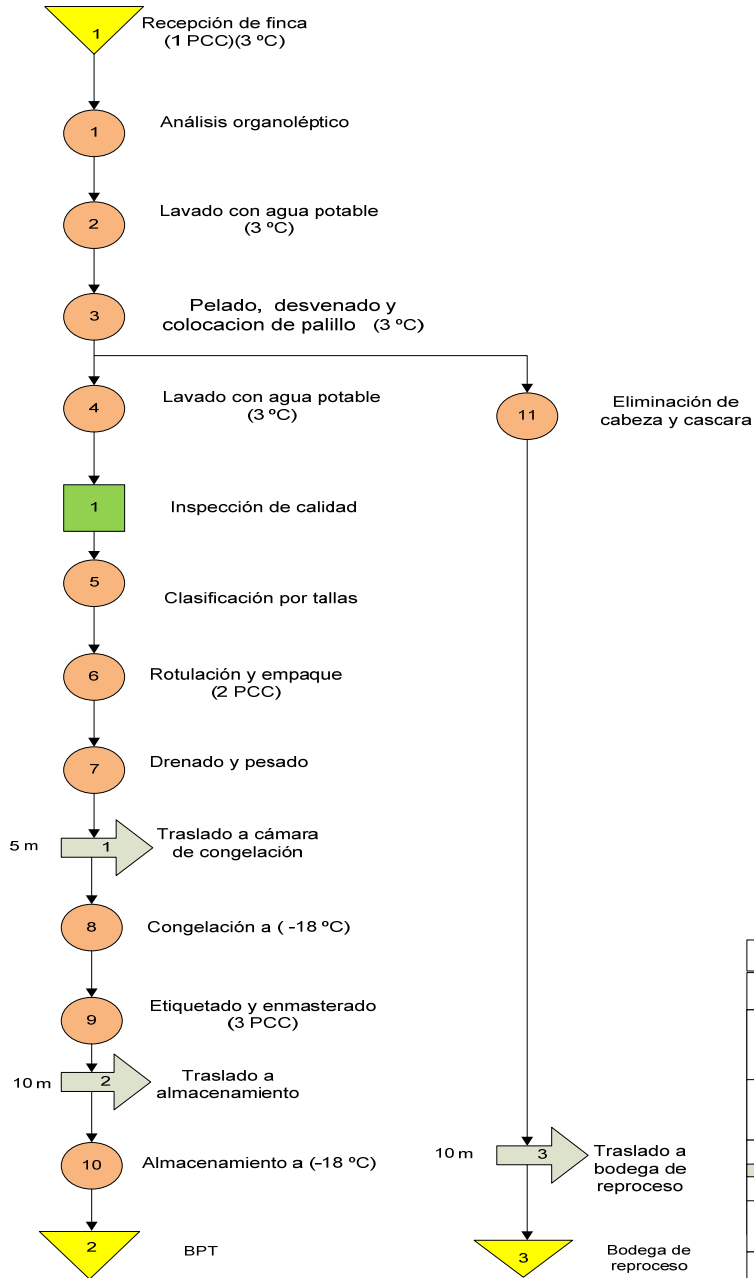 1
Recepción de finca
(1 PCC)(3 ºC)
1
Análisis organoléptico
2
Lavado con agua potable
(3 ºC)
3
Pelado, desvenado y
colocacion de palillo (3 ºC)
4
Lavado con agua potable
(3 ºC)
11
Eliminación de
cabeza y cascara
1
Inspección de calidad
5
Clasificación por tallas
6
Rotulación y empaque
(2 PCC)
7
Drenado y pesado
5 m
1
Traslado a cámara
de congelación
8
Congelación a ( -18 ºC)
9
Etiquetado y enmasterado
(3 PCC)
10 m
2
Traslado a
almacenamiento
10
Almacenamiento a (-18 ºC)
10 m
3
Traslado a
bodega de
reproceso
2
BPT
3
Bodega de
reproceso